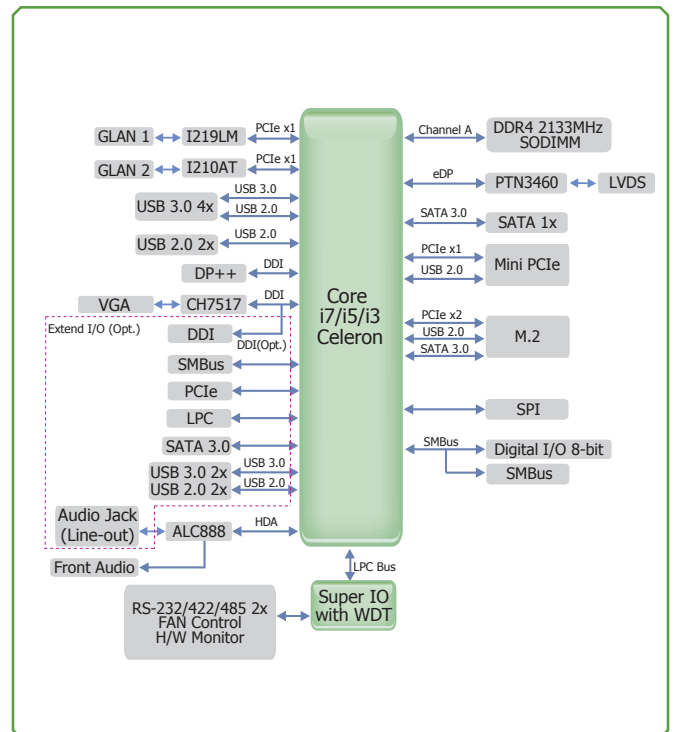 GLAN 1
I219LM
PCIe x1
GLAN 2
I210AT
PCIe x1
USB 3.0 4x
USB 3.0
USB 2.0
USB 2.0 2x
USB 2.0
DP++
DDI
VGA
CH7517
DDI
Extend I/O (Opt.)
DDI
DDI(Opt.)
SMBus
PCIe
LPC
SATA 3.0
USB 3.0 2x
USB 3.0
USB 2.0 2x
USB 2.0
Audio Jack
(Line-out)
ALC888
HDA
Front Audio
Core
i7/i5/i3
Celeron
Channel A
DDR4 2133MHz
SODIMM
eDP
PTN3460
LVDS
SATA 3.0
SATA 1x
PCIe x1
USB 2.0
Mini PCIe
PCIe x2
USB 2.0
SATA 3.0
M.2
SPI
SMBus
Digital I/O 8-bit
SMBus
LPC Bus
Super IO
with WDT
RS-232/422/485 2x
FAN Control
H/W Monitor